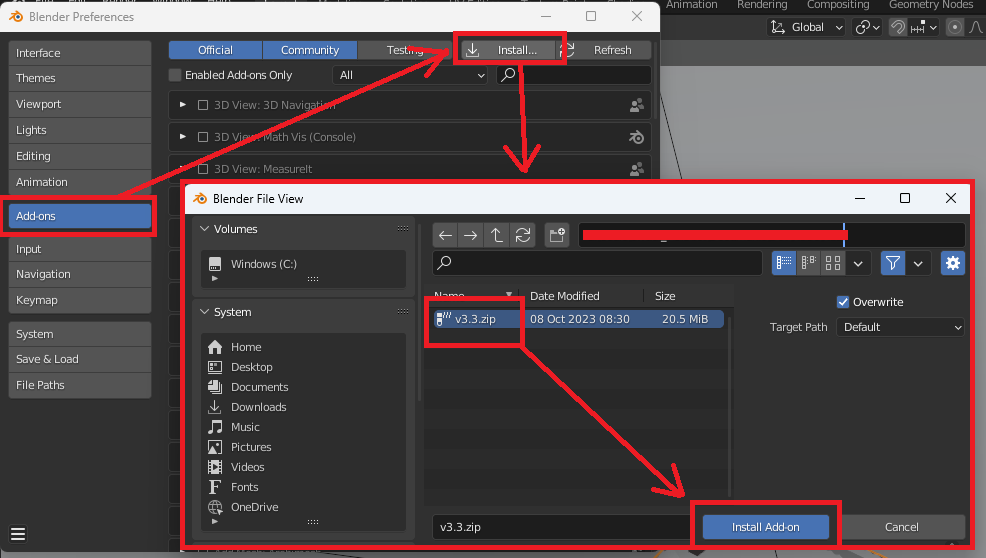 Blender Preferences
Animation
Rendering
Compositing
Geometry Nodes
Global
Interface
Themes
Viewport
Lights
Editing
Animation
Add-ons
Input
Navigation
Keymap
System
Save & Load
File Paths
Official
Community
Testing
Install...
Refresh
Enabled Add-ons Only
All
3D View: 3D Navigation
3D View: Math Vis (Console)
3D View: MeasureIt
Blender File View
Volumes
Windows (C:)
System
Home
Desktop
Documents
Downloads
Music
Pictures
Videos
Fonts
OneDrive
Name
Date Modified
Size
v3.3.zip
08 Oct 2023 08:30
20.5 MiB
Overwrite
Target Path
Default
v3.3.zip
Install Add-on
Cancel